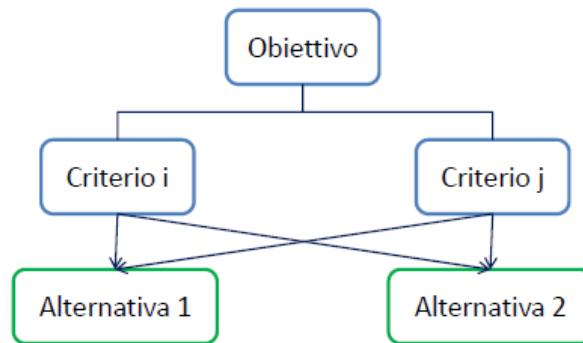 Obiettivo
Criterio i
Criterio j
Alternativa 1
Alternativa 2